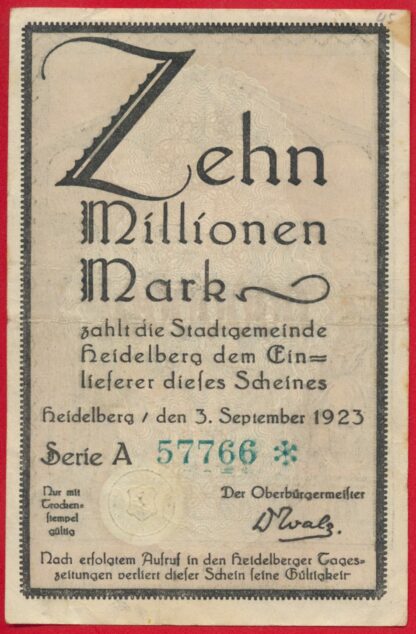 Zehn
Millionen
Mark
zahlt die Stadtgemeinde
Heidelberg dem Ein=
lieferer dieses Scheines
Heidelberg / den 3. September 1923
Serie A 57766 *
Nur mit
Trocken=
stempel
gültig
Der Oberbürgermeister
Dr Walz.
Nach erfolgtem Aufruf in den Heidelberger Tages=
zeitungen verliert dieser Schein seine Gültigkeit